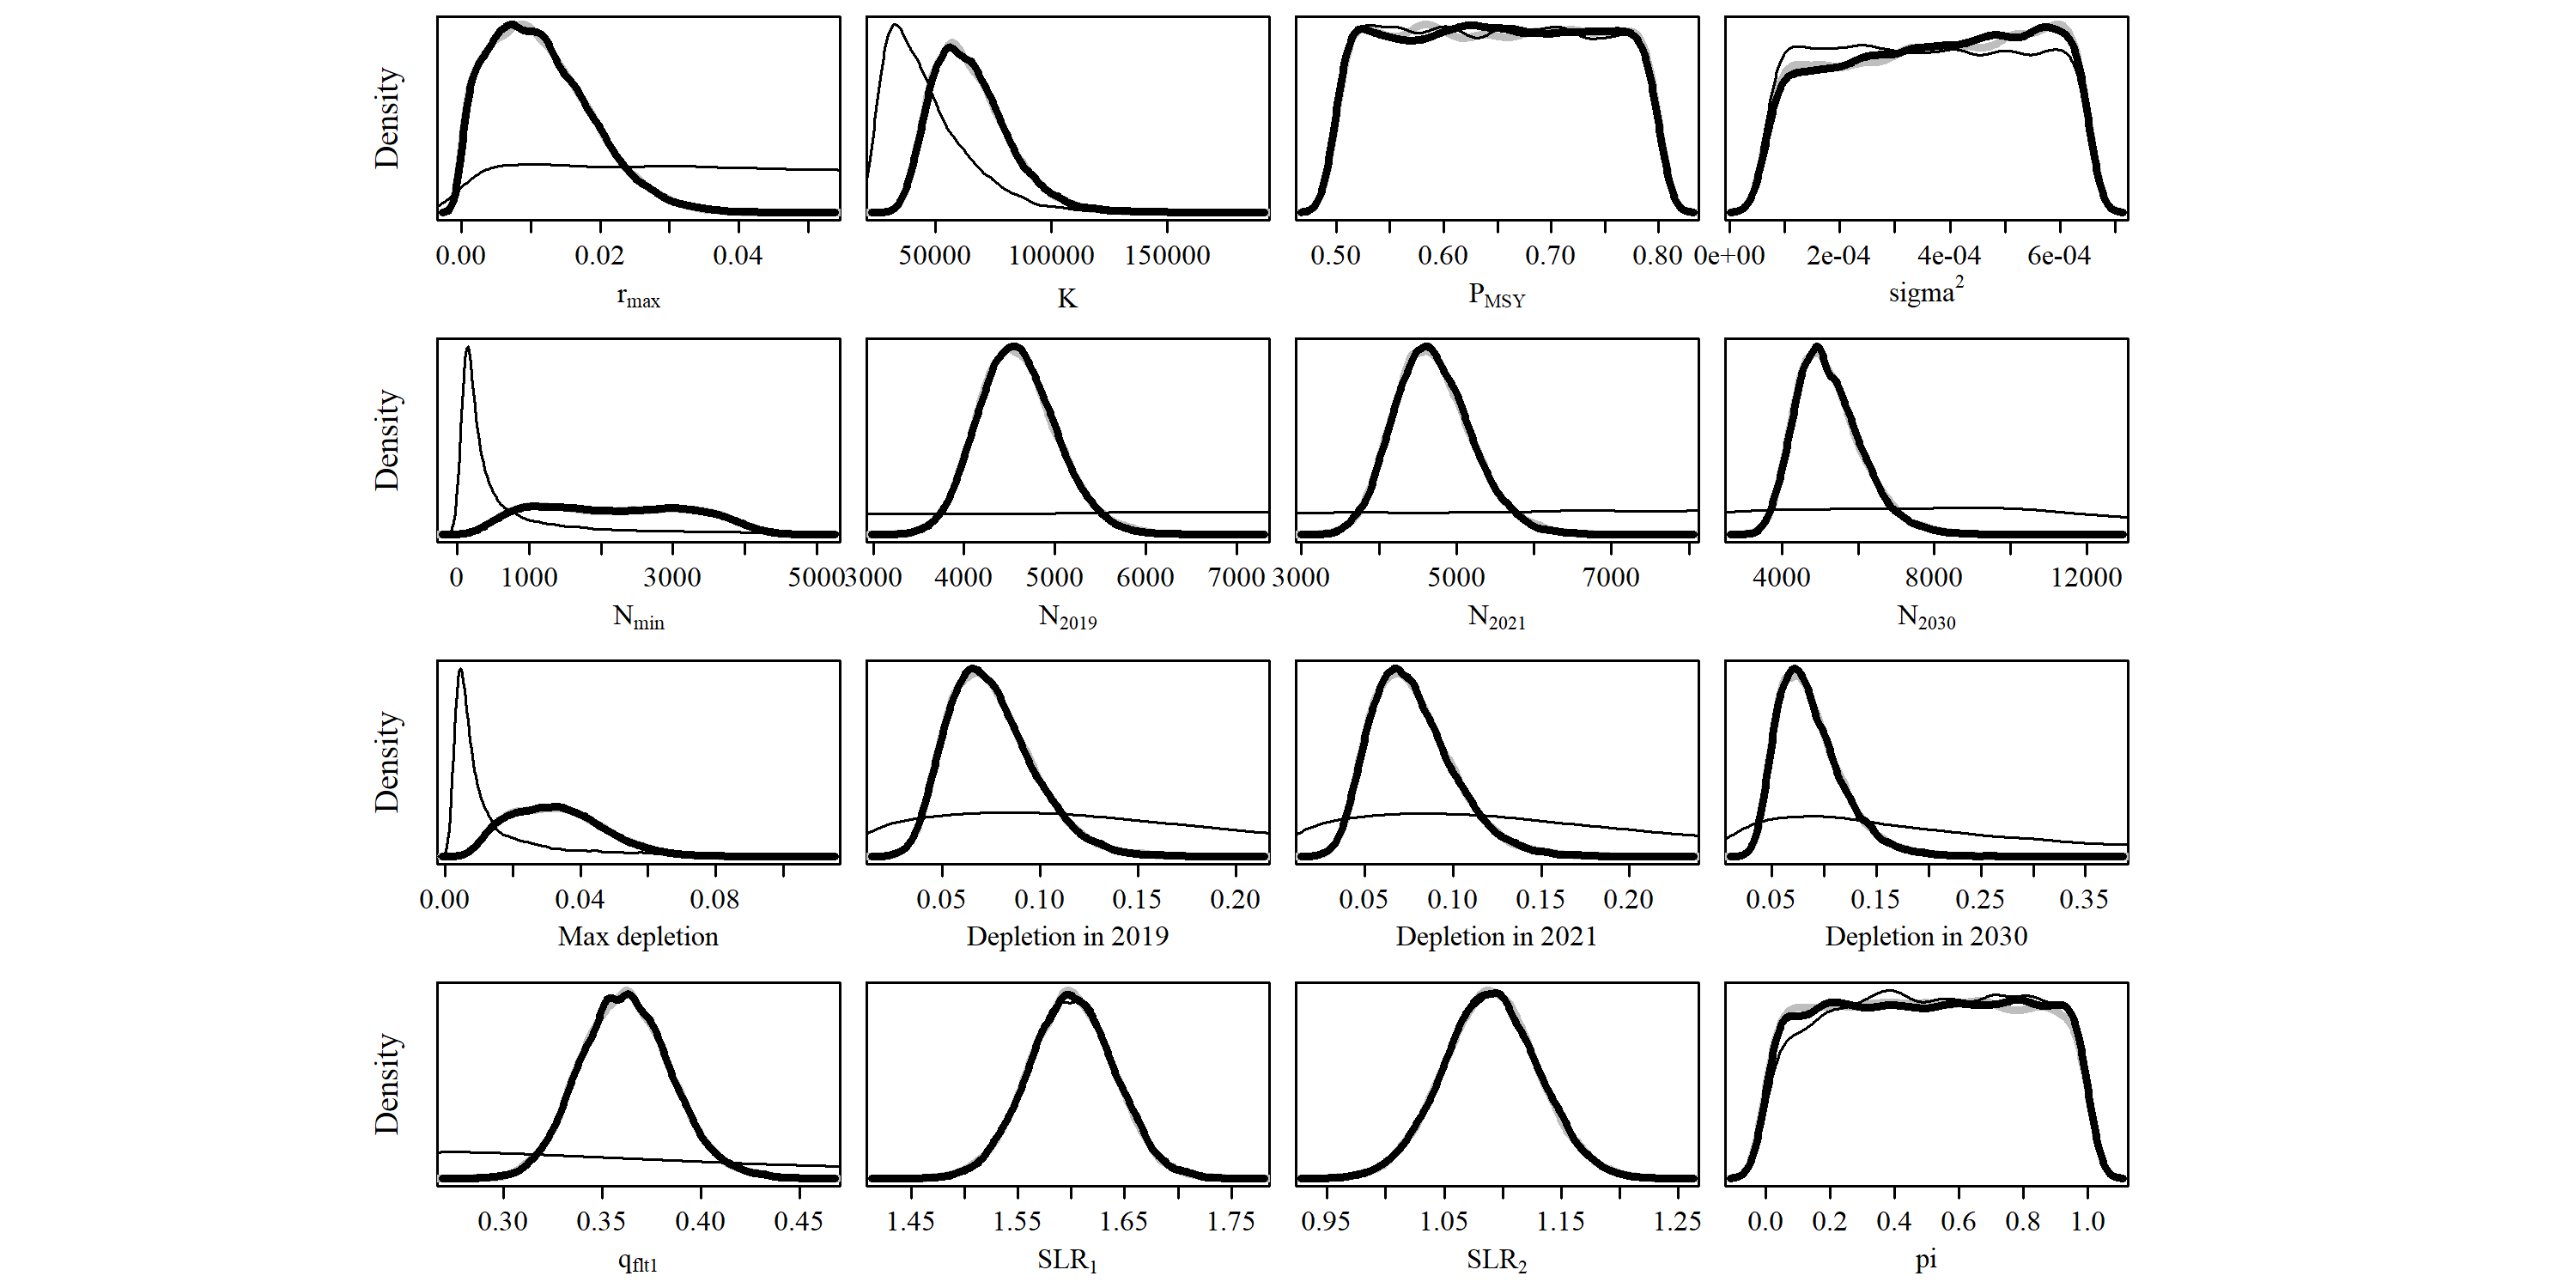 Density
0.00 0.02 0.04 50000 100000 150000 0.50 0.60 0.70 0.80 0e+00 2e-04 4e-04 6e-04
rmax K PMSY sigma2
Density
0 1000 3000 5000 3000 4000 5000 6000 7000 3000 5000 7000 4000 8000 12000
Nmin N2019 N2021 N2030
Density
0.00 0.04 0.08 0.05 0.10 0.15 0.20 0.05 0.10 0.15 0.20 0.05 0.15 0.25 0.35
Max depletion Depletion in 2019 Depletion in 2021 Depletion in 2030
Density
0.30 0.35 0.40 0.45 1.45 1.55 1.65 1.75 0.95 1.05 1.15 1.25 0.0 0.2 0.4 0.6 0.8 1.0
qflt1 SLR1 SLR2 pi